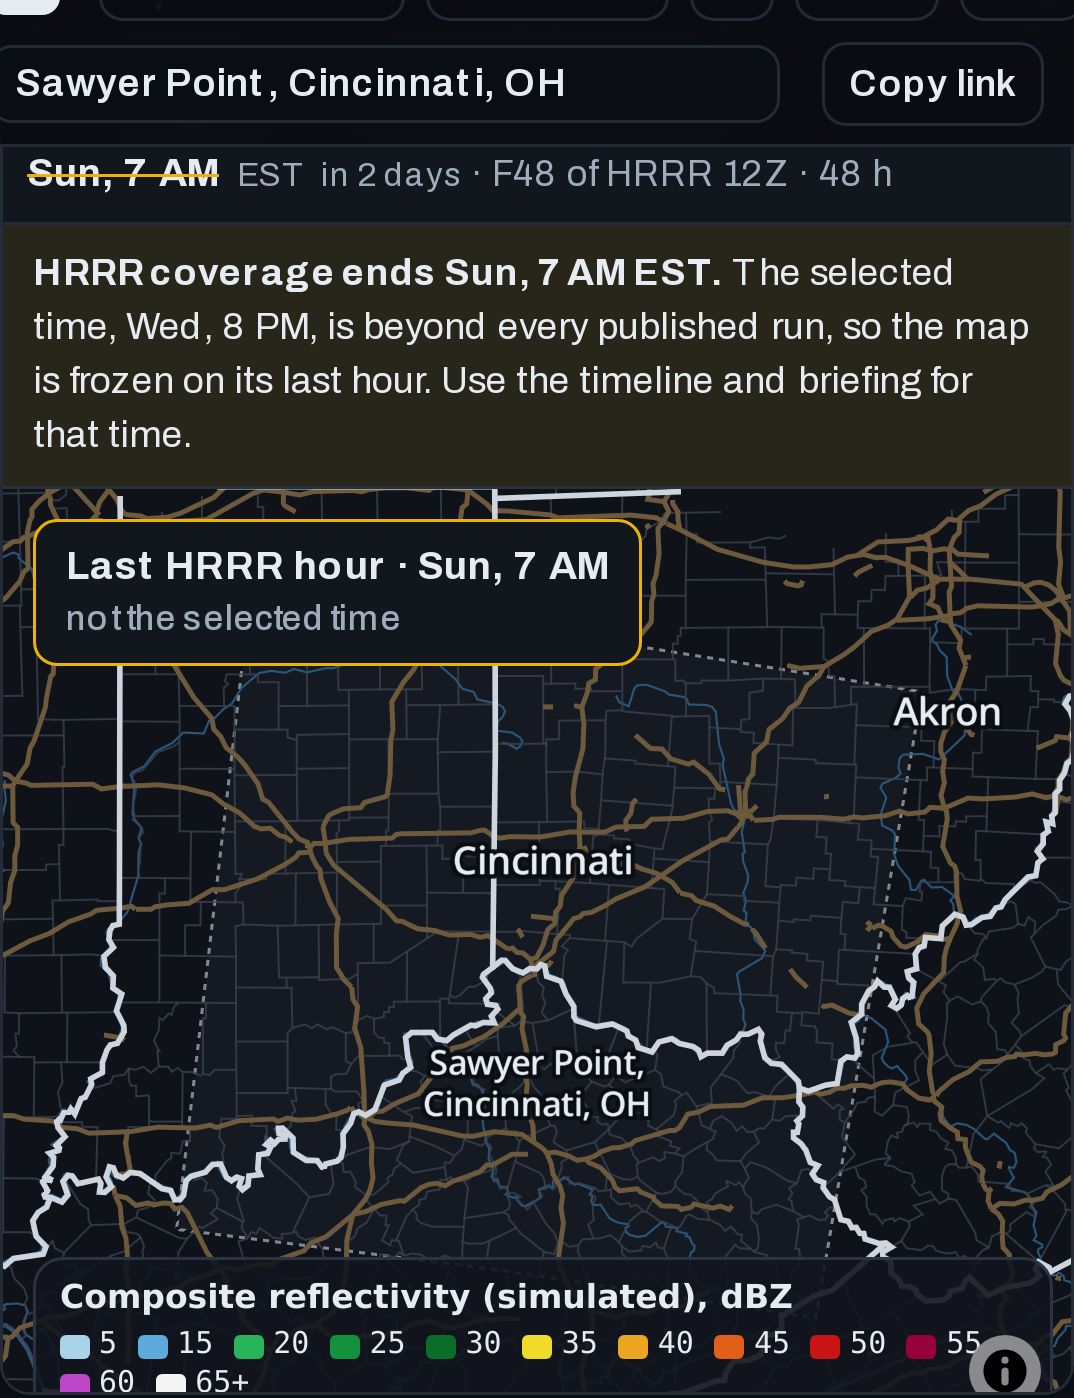 Sawyer Point, Cincinnati, OH
Copy link
Sun, 7 AM EST in 2 days · F48 of HRRR 12Z · 48 h
HRRR coverage ends Sun, 7 AM EST. The selected
time, Wed, 8 PM, is beyond every published run, so the map
is frozen on its last hour. Use the timeline and briefing for
that time.
Last HRRR hour · Sun, 7 AM
not the selected time
Akron
Cincinnati
Sawyer Point,
Cincinnati, OH
Composite reflectivity (simulated), dBZ
5 15 20 25 30 35 40 45 50 55
60 65+